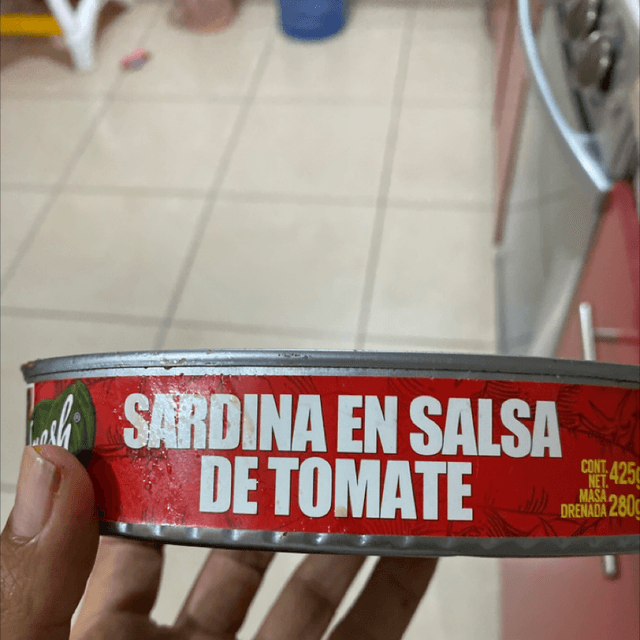 SARDINA EN SALSA
DE TOMATE
CONT.
NET. 425g
MASA
DRENADA 280g